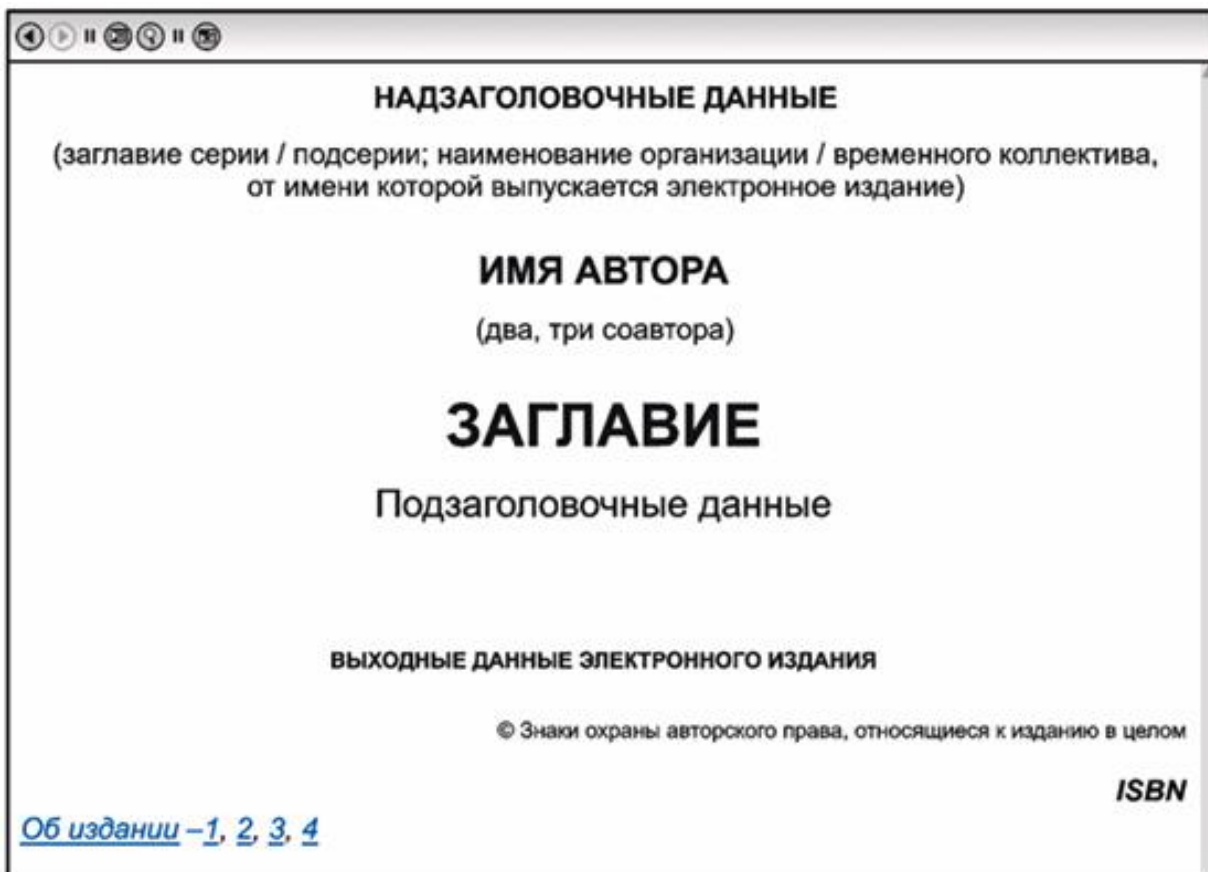 НАДЗАГОЛОВОЧНЫЕ ДАННЫЕ
(заглавие серии / подсерии; наименование организации / временного коллектива,
от имени которой выпускается электронное издание)
ИМЯ АВТОРА
(два, три соавтора)
ЗАГЛАВИЕ
Подзаголовочные данные
ВЫХОДНЫЕ ДАННЫЕ ЭЛЕКТРОННОГО ИЗДАНИЯ
© Знаки охраны авторского права, относящиеся к изданию в целом
ISBN
Об издании –1, 2, 3, 4